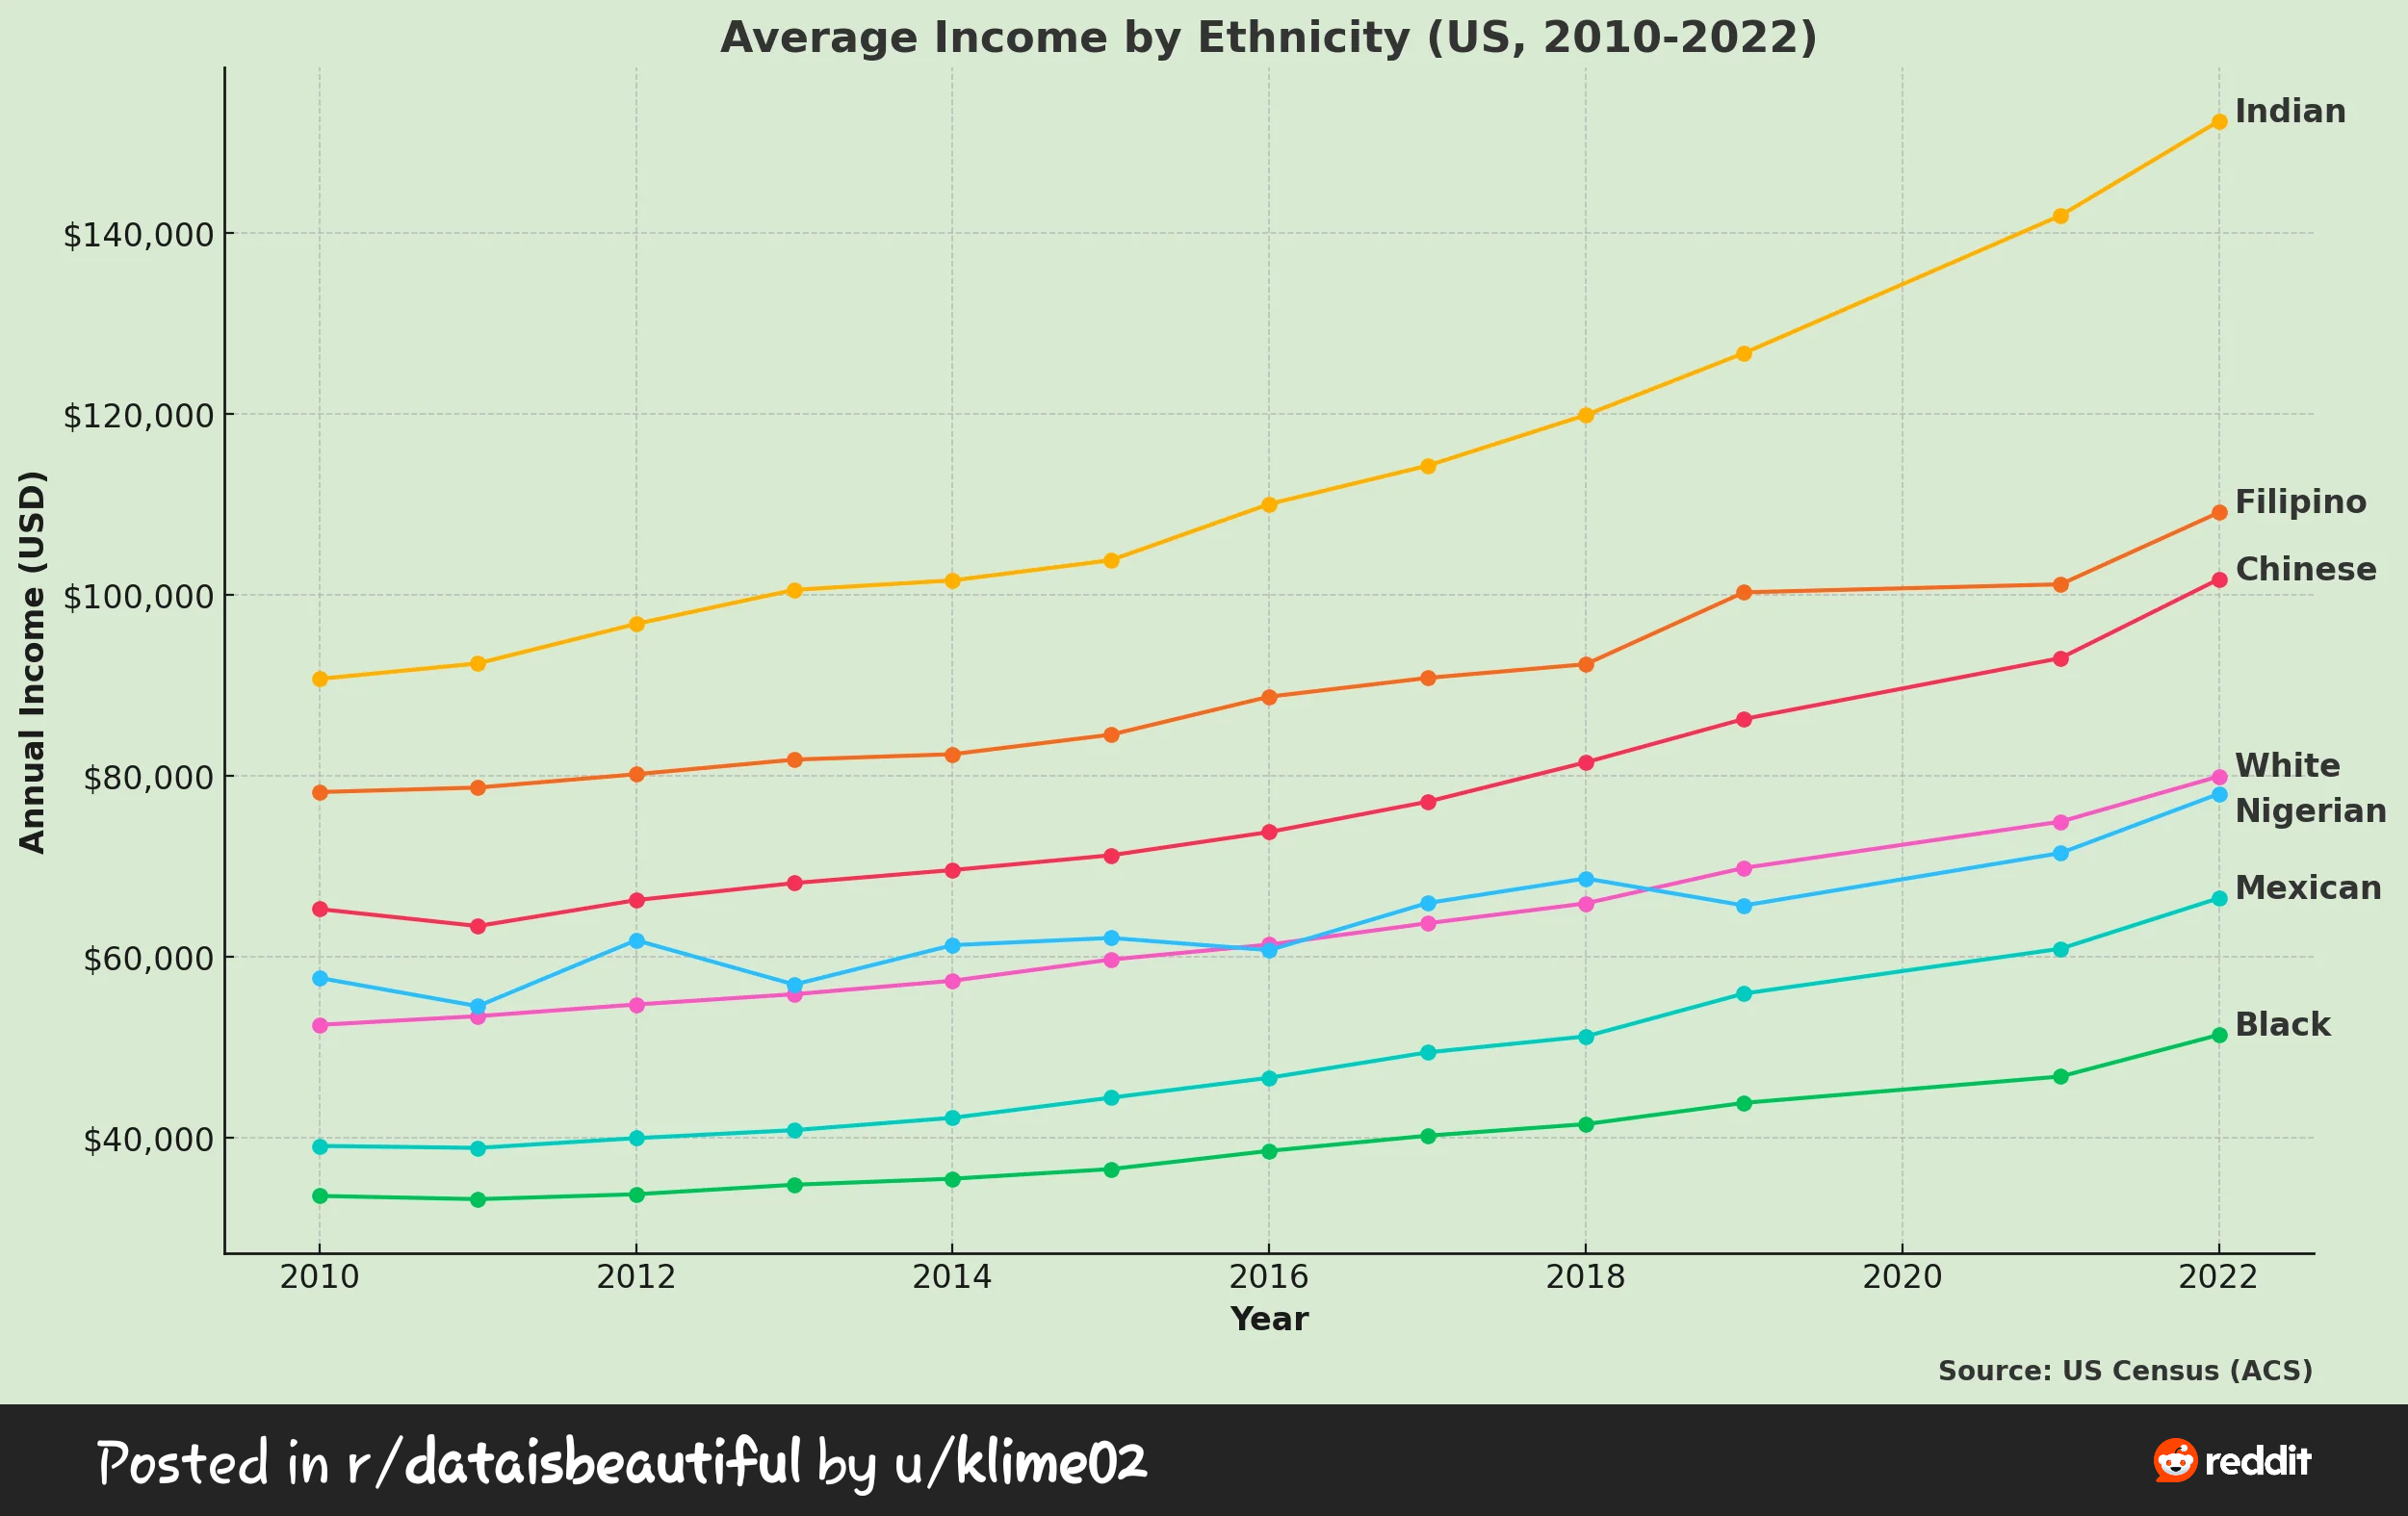 Average Income by Ethnicity (US, 2010-2022)
Indian
$140,000
$120,000
Filipino
Chinese
$100,000
Annual Income (USD)
White
$80,000
Nigerian
Mexican
$60,000
Black
$40,000
2010 2012 2014 2016 2018 2020 2022
Year
Source: US Census (ACS)
Posted in r/dataisbeautiful by u/klime02
reddit